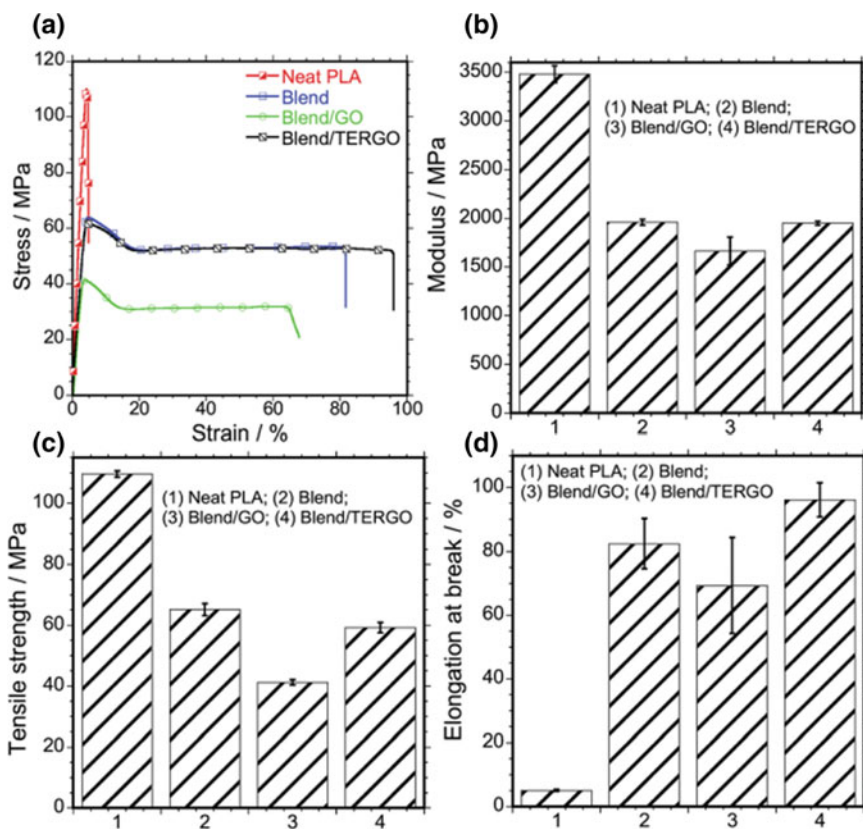 (a)
120
100
80
60
40
20
0
Stress / MPa
Neat PLA
Blend
Blend/GO
Blend/TERGO
0 20 40 60 80 100
Strain / %
(b)
3500
3000
2500
2000
1500
1000
500
0
Modulus / MPa
(1) Neat PLA; (2) Blend;
(3) Blend/GO; (4) Blend/TERGO
1 2 3 4
(c)
100
80
60
40
20
0
Tensile strength / MPa
(1) Neat PLA; (2) Blend;
(3) Blend/GO; (4) Blend/TERGO
1 2 3 4
(d)
100
80
60
40
20
0
Elongation at break / %
(1) Neat PLA; (2) Blend;
(3) Blend/GO; (4) Blend/TERGO
1 2 3 4